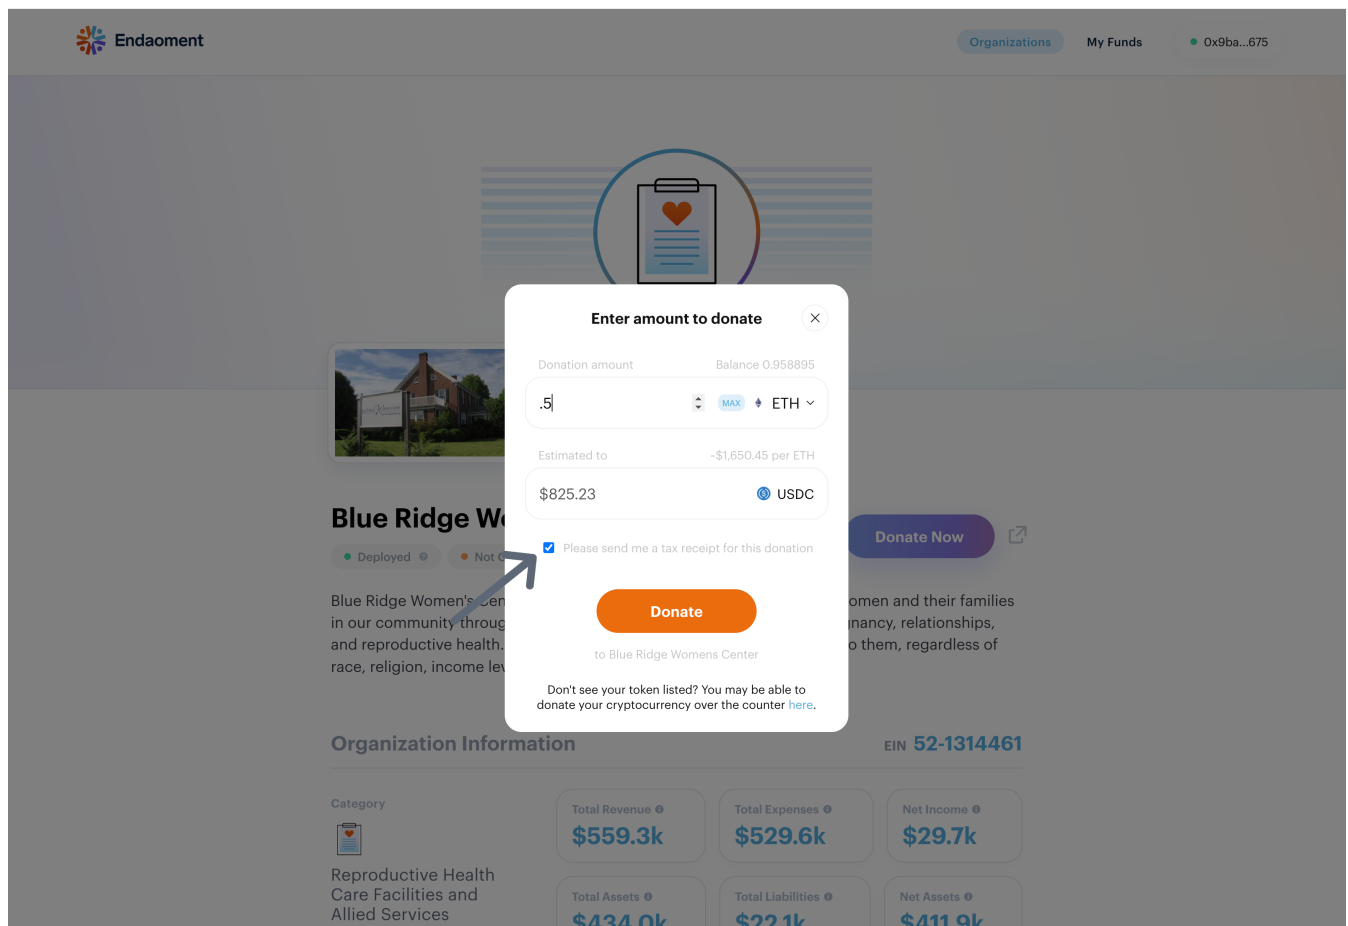 Endaoment
Organizations
My Funds
0x9ba...675
Enter amount to donate
Donation amount
Balance 0.958895
.5
MAX
ETH
Estimated to
~$1,650.45 per ETH
$825.23
USDC
Please send me a tax receipt for this donation
Donate
to Blue Ridge Womens Center
Don't see your token listed? You may be able to
donate your cryptocurrency over the counter here.
Blue Ridge
Donate Now
Deployed
Not
Blue Ridge Women's
omen and their families
in our community
nancy, relationships,
and reproductive health.
o them, regardless of
race, religion, income
Organization Information
EIN 52-1314461
Category
Reproductive Health
Care Facilities and
Allied Services
Total Revenue
$559.3k
Total Expenses
$529.6k
Net Income
$29.7k
Total Assets
$434.0k
Total Liabilities
$22.1k
Net Assets
$411.9k